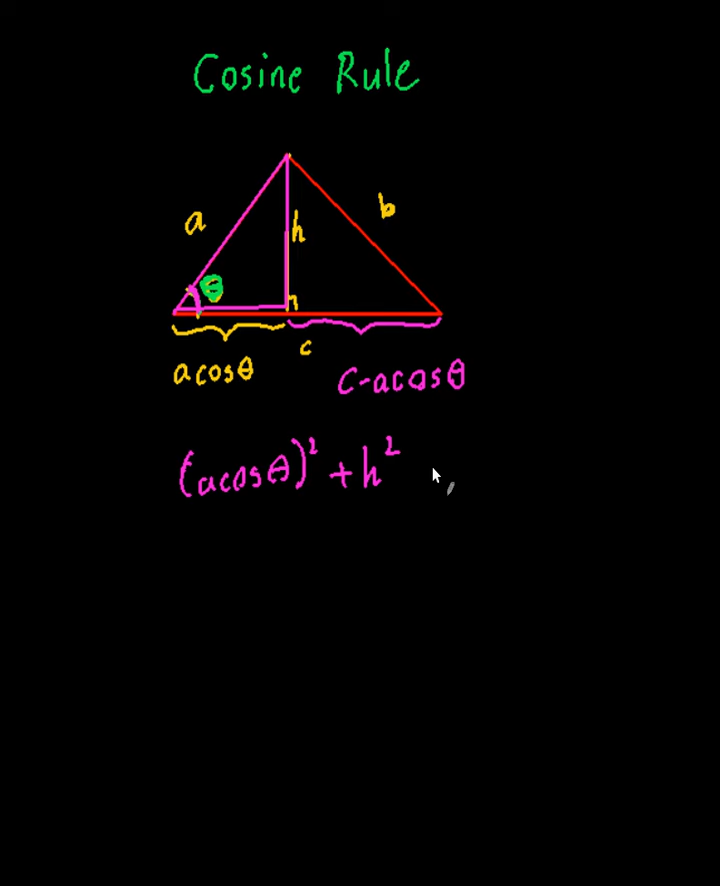 Cosine Rule
a
b
h
θ
c
acosθ
c-acosθ
(acosθ)² + h²